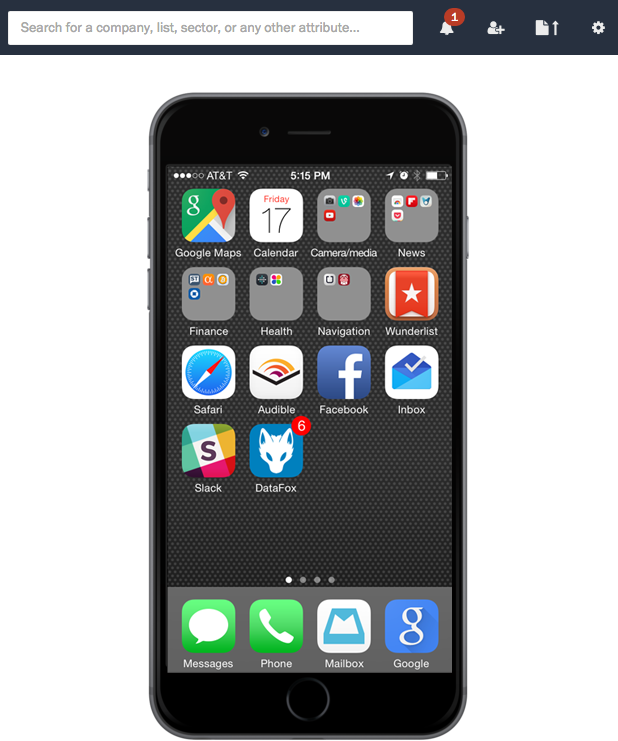 Search for a company, list, sector, or any other attribute...
1
AT&T 5:15 PM
g Friday
17
Google Maps Calendar Camera/media News
Finance Health Navigation Wunderlist
f
Safari Audible Facebook Inbox
S 6
Slack DataFox
g
Messages Phone Mailbox Google